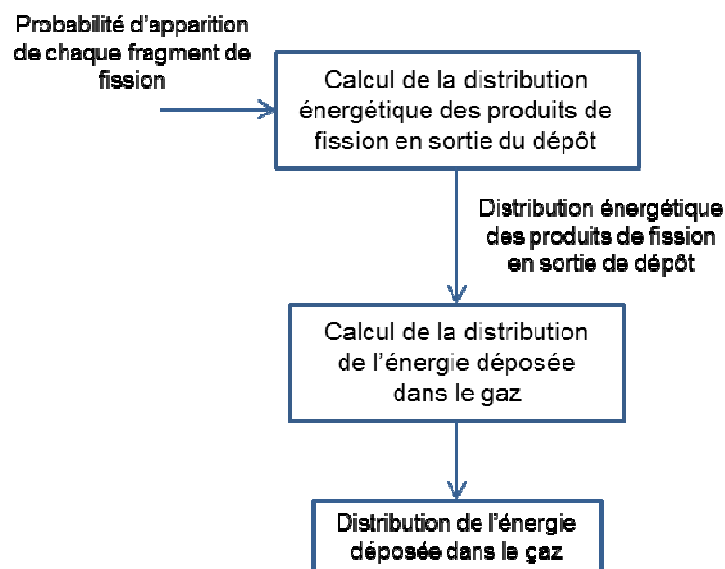 Probabilité d'apparition
de chaque fragment de
fission
Calcul de la distribution
énergétique des produits de
fission en sortie du dépôt
Distribution énergétique
des produits de fission
en sortie de dépôt
Calcul de la distribution
de l'énergie déposée
dans le gaz
Distribution de l'énergie
déposée dans le gaz